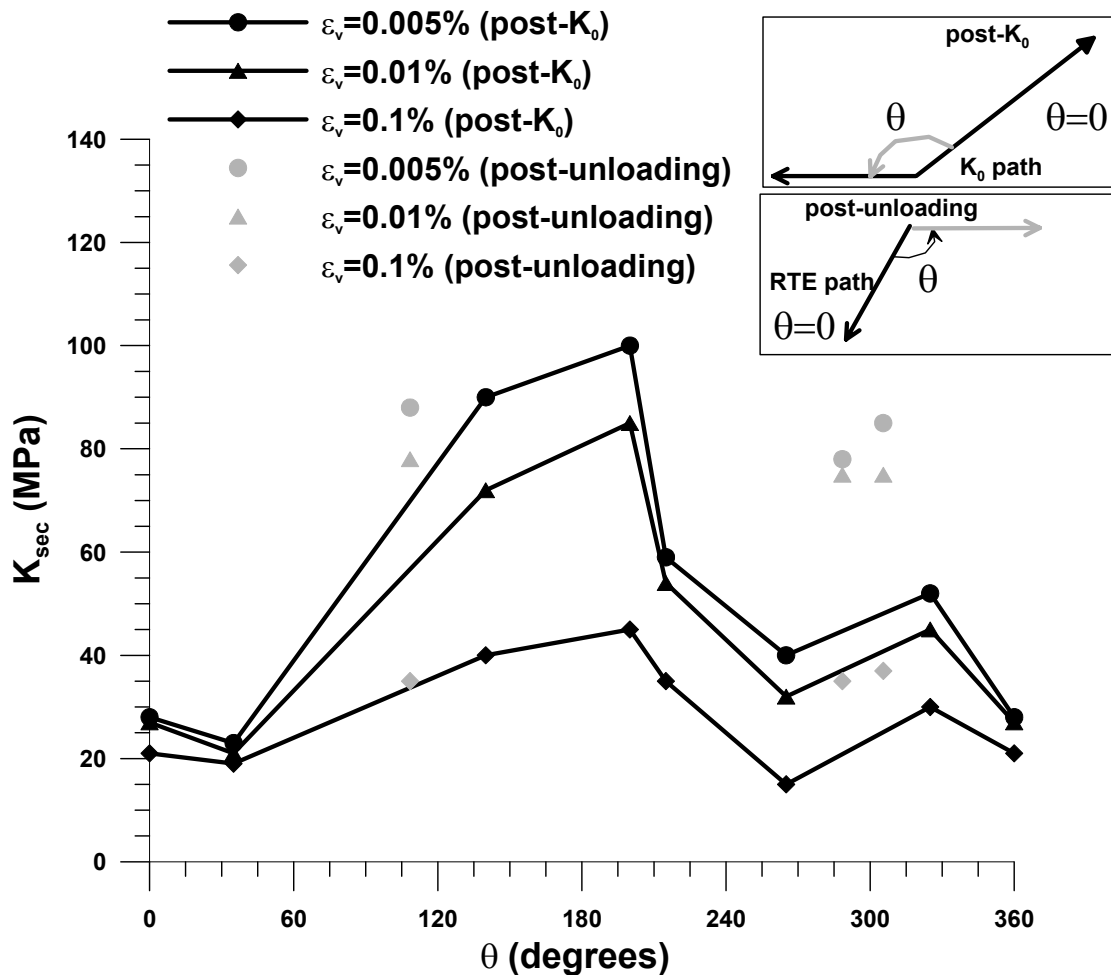 εv=0.005% (post-K0)
εv=0.01% (post-K0)
εv=0.1% (post-K0)
εv=0.005% (post-unloading)
εv=0.01% (post-unloading)
εv=0.1% (post-unloading)
post-K0
θ
θ=0
K0 path
post-unloading
RTE path
θ
θ=0
140
120
100
80
60
40
20
0
Ksec (MPa)
0 60 120 180 240 300 360
θ (degrees)